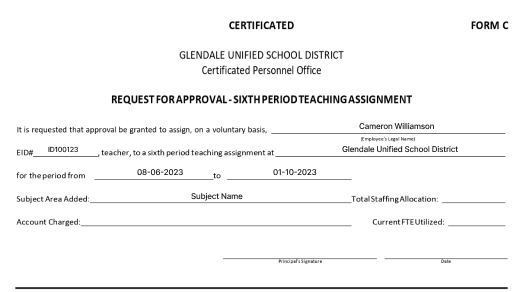 CERTIFICATED FORM C
GLENDALE UNIFIED SCHOOL DISTRICT
Certificated Personnel Office
REQUEST FOR APPROVAL - SIXTH PERIOD TEACHING ASSIGNMENT
It is requested that approval be granted to assign, on a voluntary basis, Cameron Williamson
(Employee's Legal Name)
EID# ID100123 , teacher, to a sixth period teaching assignment at Glendale Unified School District
for the period from 08-06-2023 to 01-10-2023
Subject Area Added: Subject Name Total Staffing Allocation:
Account Charged: Current FTE Utilized:
Principal's Signature Date